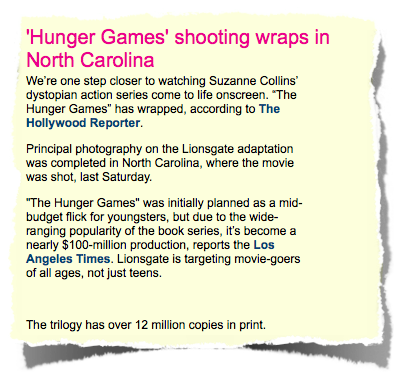 'Hunger Games' shooting wraps in
North Carolina
We’re one step closer to watching Suzanne Collins’
dystopian action series come to life onscreen. “The
Hunger Games” has wrapped, according to The
Hollywood Reporter.
Principal photography on the Lionsgate adaptation
was completed in North Carolina, where the movie
was shot, last Saturday.
"The Hunger Games" was initially planned as a mid-
budget flick for youngsters, but due to the wide-
ranging popularity of the book series, it’s become a
nearly $100-million production, reports the Los
Angeles Times. Lionsgate is targeting movie-goers
of all ages, not just teens.
The trilogy has over 12 million copies in print.